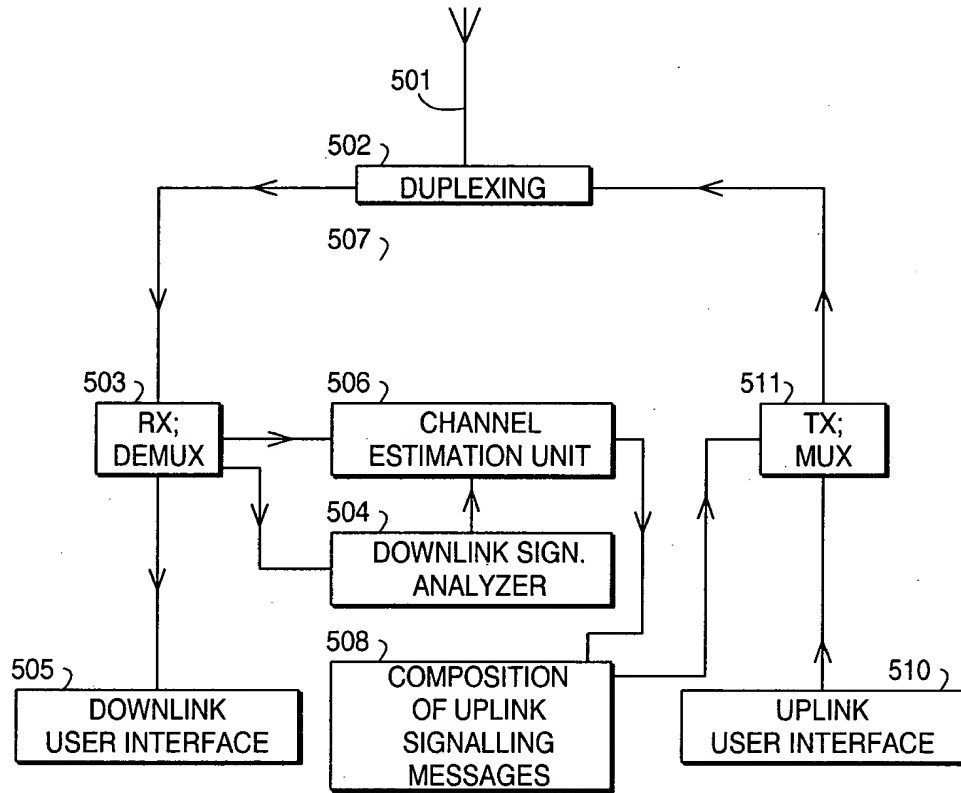 501
502
DUPLEXING
507
503
RX;
DEMUX
506
CHANNEL
ESTIMATION UNIT
511
TX;
MUX
504
DOWNLINK SIGN.
ANALYZER
505
DOWNLINK
USER INTERFACE
508
COMPOSITION
OF UPLINK
SIGNALLING
MESSAGES
510
UPLINK
USER INTERFACE